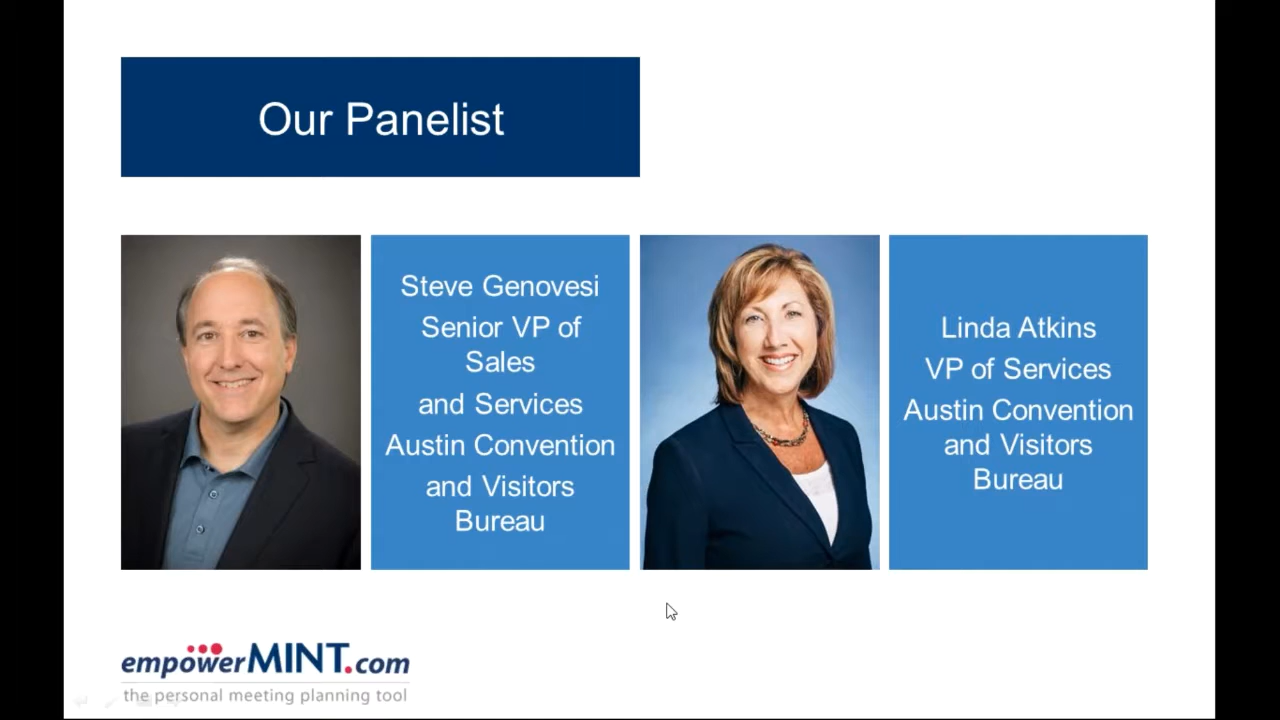 Our Panelist
Steve Genovesi
Senior VP of
Sales
and Services
Austin Convention
and Visitors
Bureau
Linda Atkins
VP of Services
Austin Convention
and Visitors
Bureau
empowerMINT.com
the personal meeting planning tool